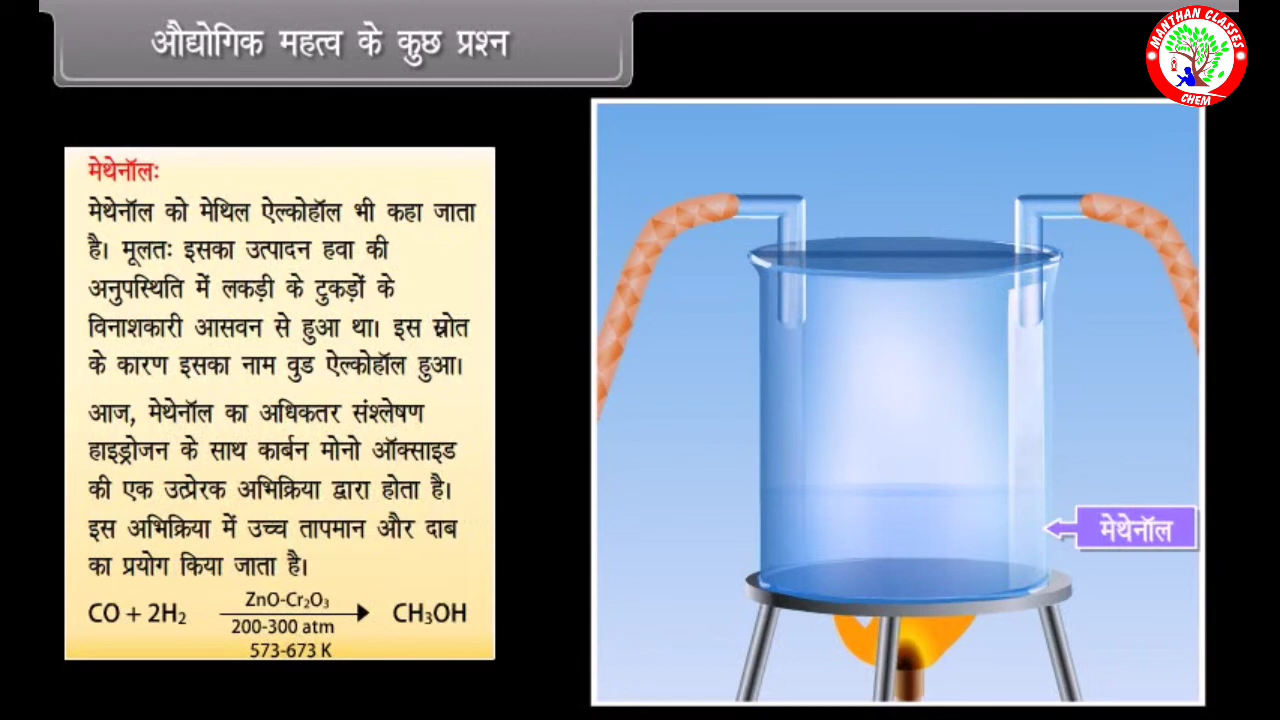 औद्योगिक महत्व के कुछ प्रश्न
MANTHAN CLASSES
CHEM
मेथेनॉलः
मेथेनॉल को मेथिल ऐल्कोहॉल भी कहा जाता
है। मूलतः इसका उत्पादन हवा की
अनुपस्थिति में लकड़ी के टुकड़ों के
विनाशकारी आसवन से हुआ था। इस स्रोत
के कारण इसका नाम वुड ऐल्कोहॉल हुआ।
आज, मेथेनॉल का अधिकतर संश्लेषण
हाइड्रोजन के साथ कार्बन मोनो ऑक्साइड
की एक उत्प्रेरक अभिक्रिया द्वारा होता है।
इस अभिक्रिया में उच्च तापमान और दाब
का प्रयोग किया जाता है।
ZnO-Cr₂O₃
CO + 2H₂ → CH₃OH
200-300 atm
573-673 K
मेथेनॉल